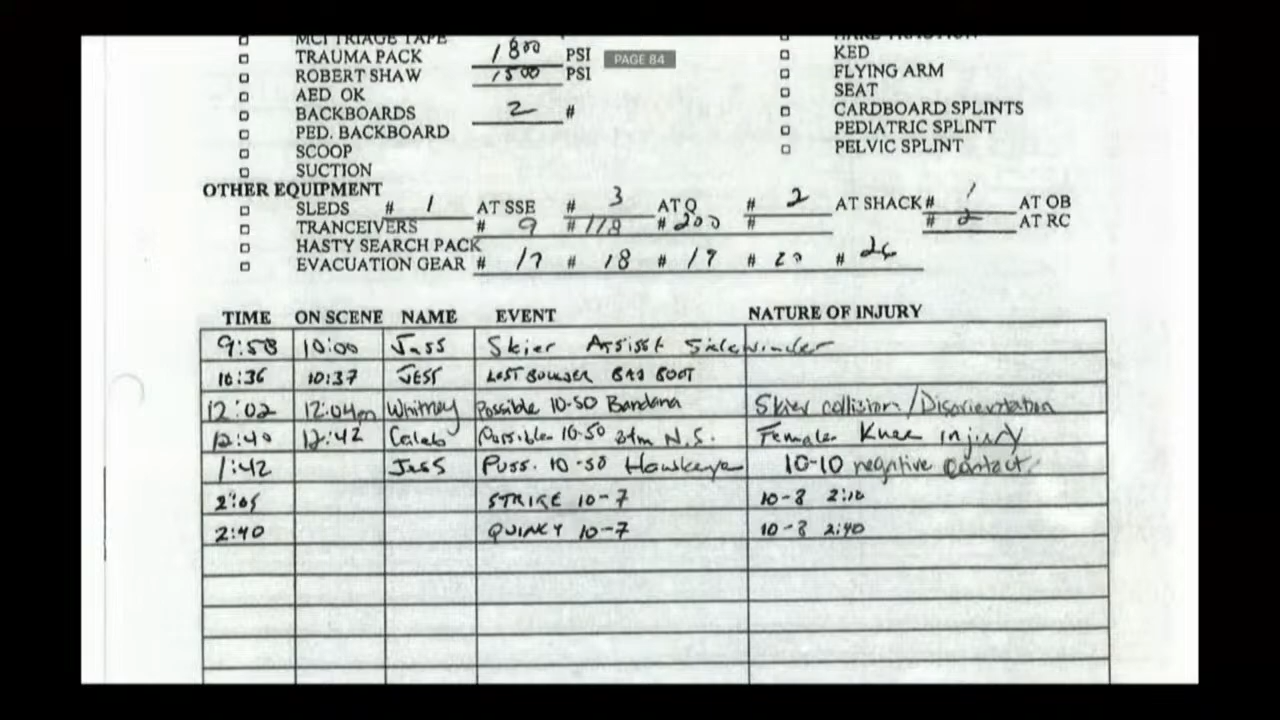 MCI TRIAGE TAPE
TRAUMA PACK 1800 PSI
PAGE 84
KED
ROBERT SHAW 1500 PSI
FLYING ARM
AED OK
SEAT
BACKBOARDS 2 #
CARDBOARD SPLINTS
PED. BACKBOARD
PEDIATRIC SPLINT
SCOOP
PELVIC SPLINT
SUCTION
OTHER EQUIPMENT
SLEDS # 1 AT SSE # 3 AT Q # 2 AT SHACK # 1 AT OB
TRANCEIVERS # 9 # 118 # 200 # # 2 AT RC
HASTY SEARCH PACK
EVACUATION GEAR # 17 # 18 # 19 # 20 # 26
TIME ON SCENE NAME EVENT NATURE OF INJURY
9:58 10:00 Jess Skier Assist Sidewinder
10:36 10:37 JESS LOST BOULDER BAD BOOT
12:02 12:04 Whitney Possible 10-50 Bandana Skier collision/Disorientation
12:40 12:42 Caleb Possible 10-50 N.S. Female Knee injury
1:42 Jess Poss. 10-50 Hawkeye 10-10 negative contact
2:05 STRIKE 10-7 10-8 2:10
2:40 QUINCY 10-7 10-8 2:40